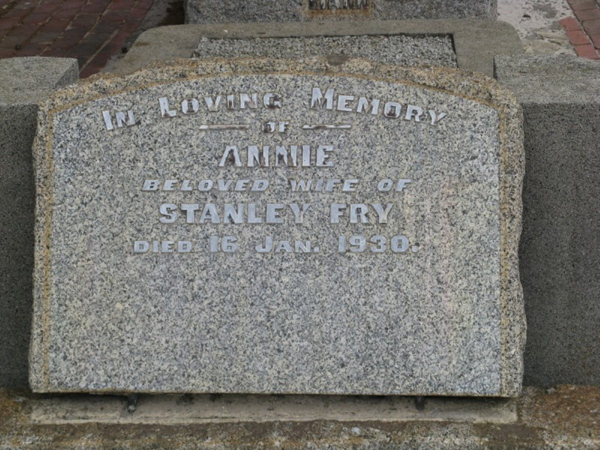 IN LOVING MEMORY
OF
ANNIE
BELOVED WIFE OF
STANLEY FRY
DIED 16 JAN. 1930.